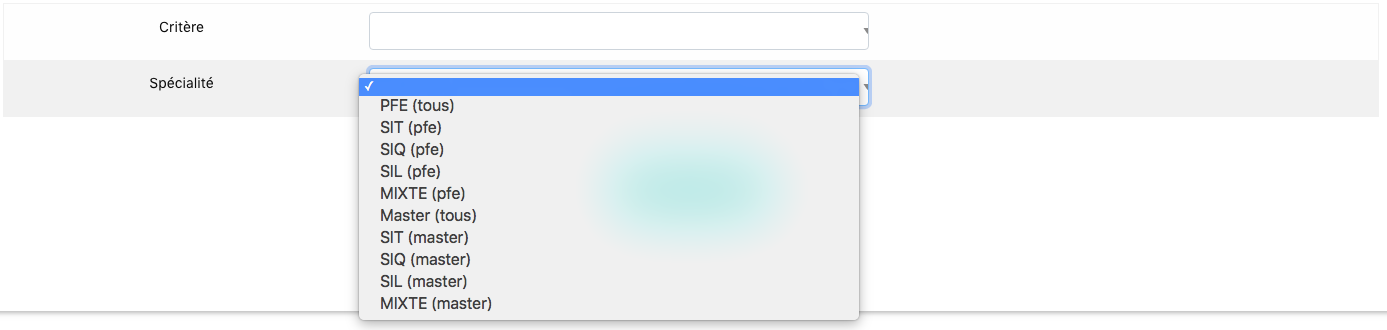 Critère
Spécialité
✓
PFE (tous)
SIT (pfe)
SIQ (pfe)
SIL (pfe)
MIXTE (pfe)
Master (tous)
SIT (master)
SIQ (master)
SIL (master)
MIXTE (master)